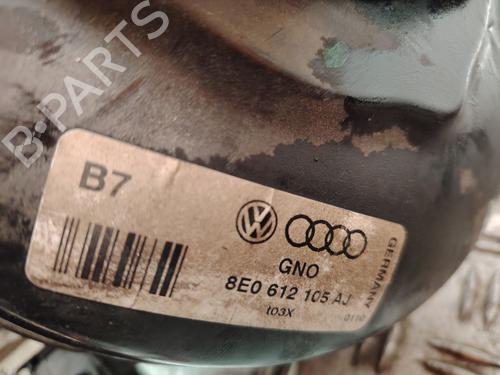 B-PARTS
B7
GNO
8E0 612 105 AJ
t03X
GERMANY